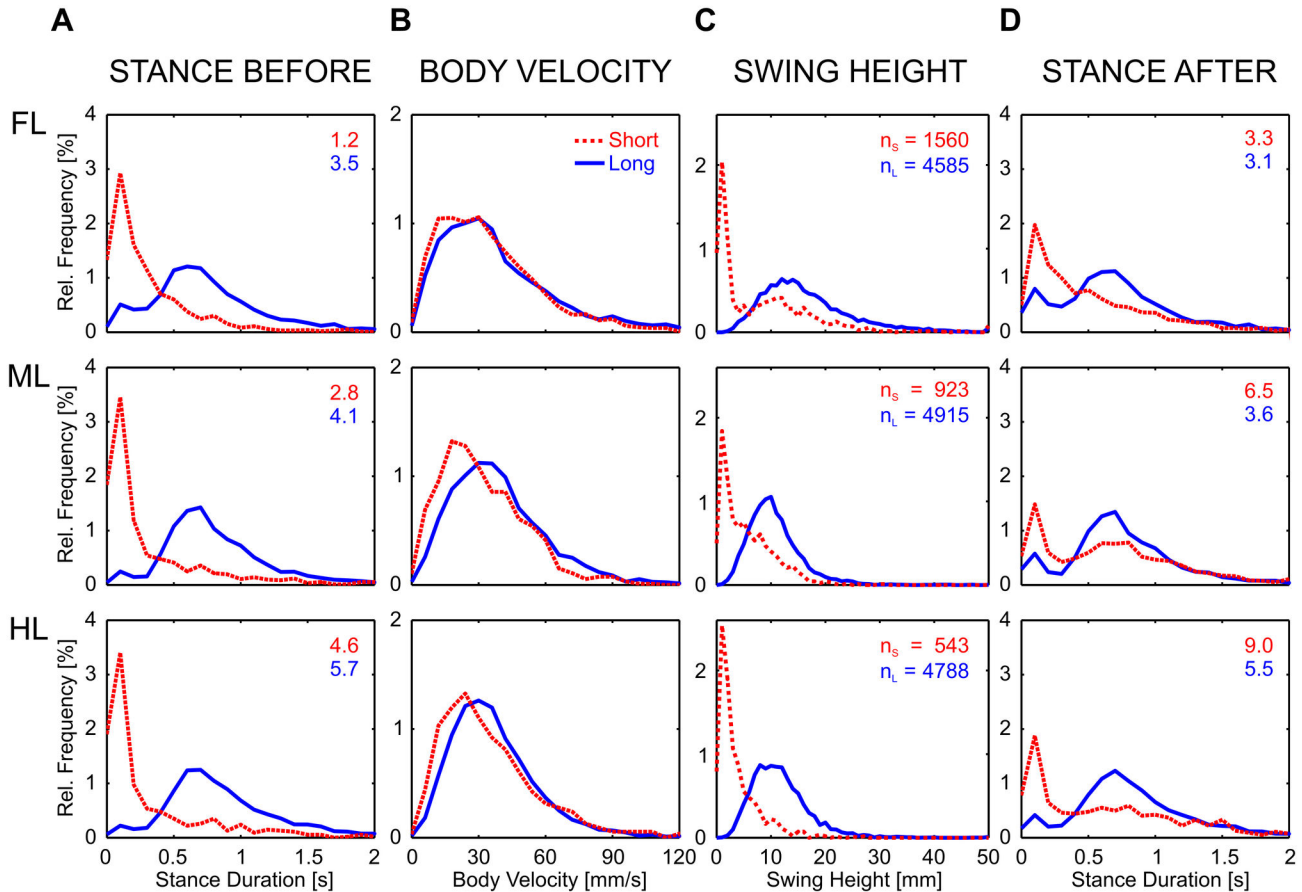 A B C D
STANCE BEFORE BODY VELOCITY SWING HEIGHT STANCE AFTER
FL
Rel. Frequency [%]
4
3
2
1
0
1.2
3.5
2
1
0
Short
Long
2
1
0
n_S = 1560
n_L = 4585
4
3
2
1
0
3.3
3.1
ML
Rel. Frequency [%]
4
3
2
1
0
2.8
4.1
2
1
0
2
1
0
n_S = 923
n_L = 4915
4
3
2
1
0
6.5
3.6
HL
Rel. Frequency [%]
4
3
2
1
0
4.6
5.7
2
1
0
2
1
0
n_S = 543
n_L = 4788
4
3
2
1
0
9.0
5.5
0 0.5 1 1.5 2
Stance Duration [s]
0 30 60 90 120
Body Velocity [mm/s]
0 10 20 30 40 50
Swing Height [mm]
0 0.5 1 1.5 2
Stance Duration [s]